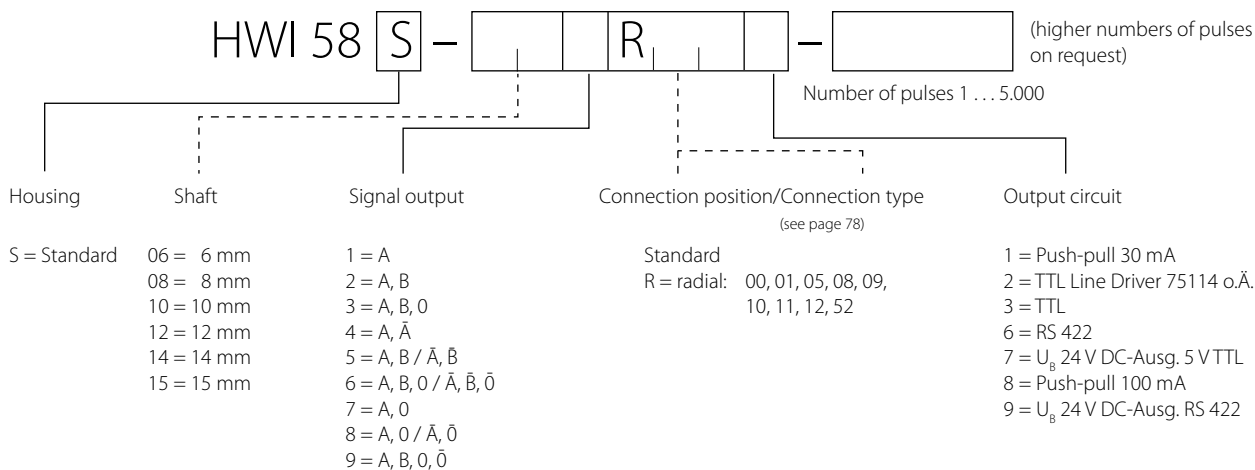 HWI 58 S – R –
(higher numbers of pulses
on request)
Number of pulses 1 . . . 5.000
Housing
S = Standard
Shaft
06 = 6 mm
08 = 8 mm
10 = 10 mm
12 = 12 mm
14 = 14 mm
15 = 15 mm
Signal output
1 = A
2 = A, B
3 = A, B, 0
4 = A, Ā
5 = A, B / Ā, B̄
6 = A, B, 0 / Ā, B̄, 0̄
7 = A, 0
8 = A, 0 / Ā, 0̄
9 = A, B, 0, 0̄
Connection position/Connection type
(see page 78)
Standard
R = radial: 00, 01, 05, 08, 09,
10, 11, 12, 52
Output circuit
1 = Push-pull 30 mA
2 = TTL Line Driver 75114 o.Ä.
3 = TTL
6 = RS 422
7 = U_B 24 V DC-Ausg. 5 V TTL
8 = Push-pull 100 mA
9 = U_B 24 V DC-Ausg. RS 422